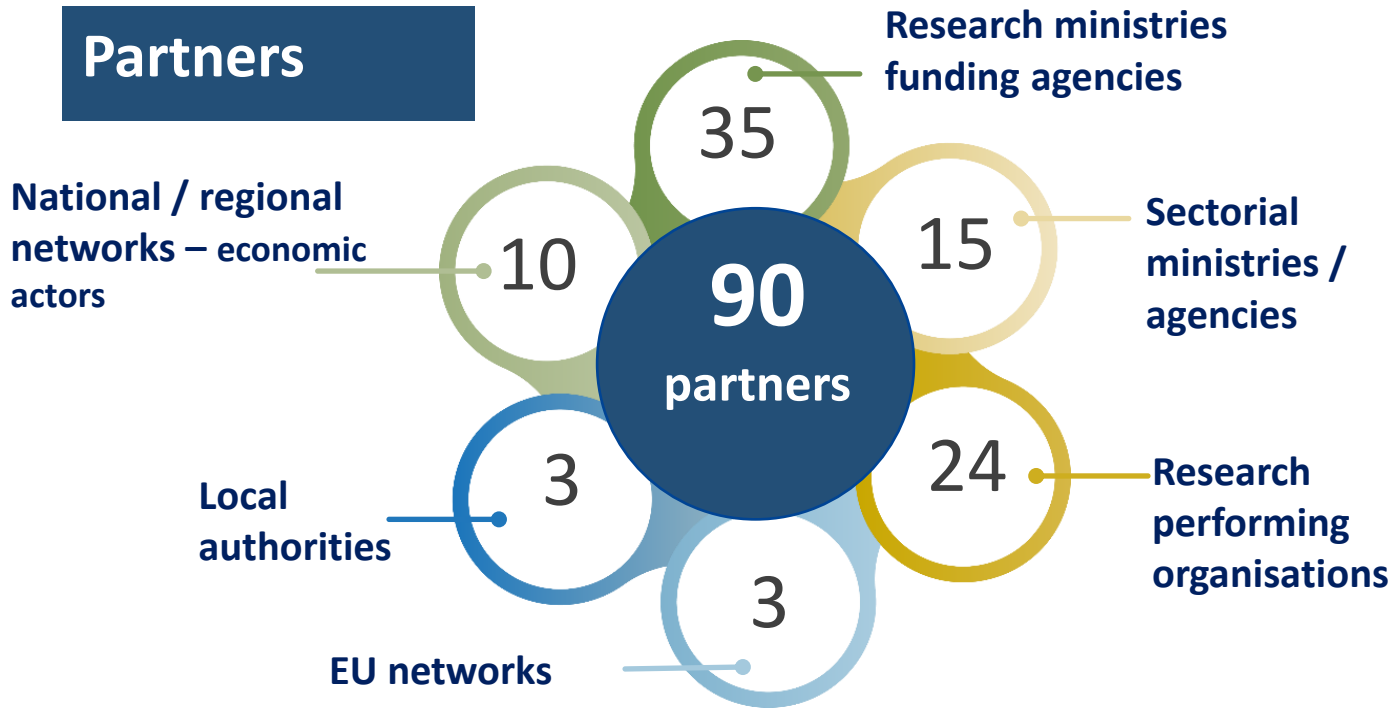 Partners
Research ministries
funding agencies
35
National / regional
networks – economic
actors
10
15
Sectorial
ministries /
agencies
90
partners
Local
authorities
3
24
Research
performing
organisations
3
EU networks